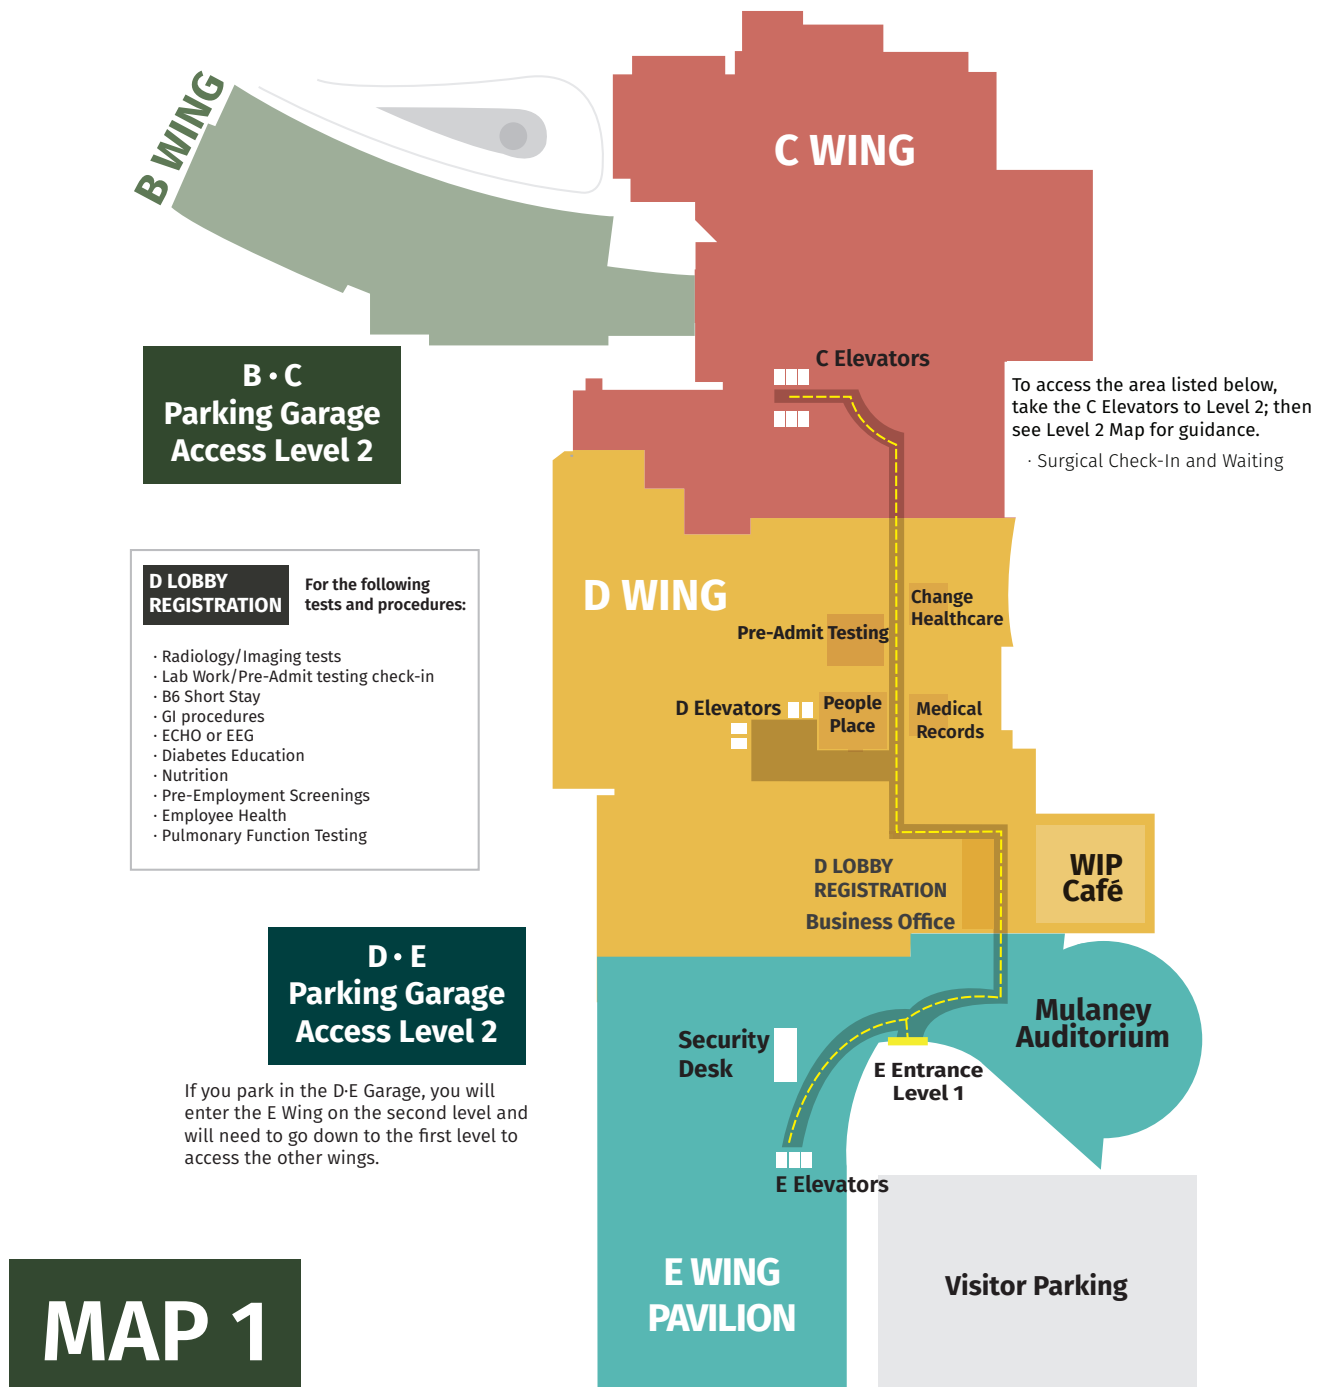 B WING
C WING
C Elevators
B · C
Parking Garage
Access Level 2
To access the area listed below,
take the C Elevators to Level 2; then
see Level 2 Map for guidance.
· Surgical Check-In and Waiting
D LOBBY
REGISTRATION
For the following
tests and procedures:
· Radiology/Imaging tests
· Lab Work/Pre-Admit testing check-in
· B6 Short Stay
· GI procedures
· ECHO or EEG
· Diabetes Education
· Nutrition
· Pre-Employment Screenings
· Employee Health
· Pulmonary Function Testing
D WING
Change
Healthcare
Pre-Admit Testing
D Elevators
People
Place
Medical
Records
D LOBBY
REGISTRATION
Business Office
WIP
Café
D · E
Parking Garage
Access Level 2
If you park in the D·E Garage, you will
enter the E Wing on the second level and
will need to go down to the first level to
access the other wings.
Security
Desk
E Entrance
Level 1
Mulaney
Auditorium
E Elevators
E WING
PAVILION
Visitor Parking
MAP 1